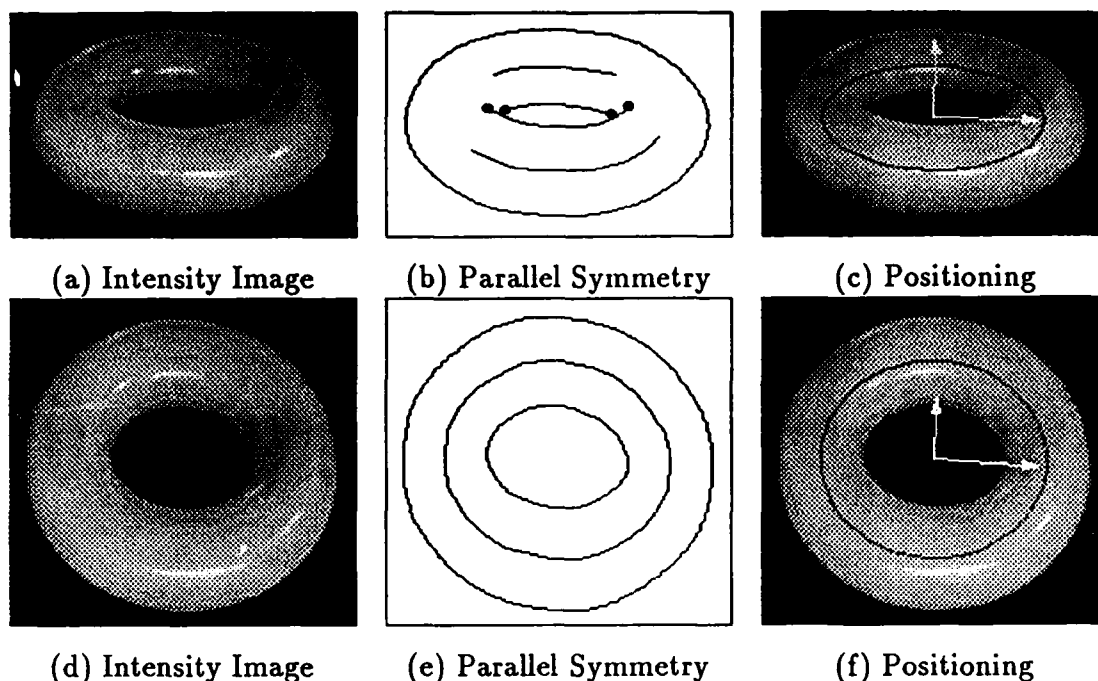 (a) Intensity Image (b) Parallel Symmetry (c) Positioning
(d) Intensity Image (e) Parallel Symmetry (f) Positioning